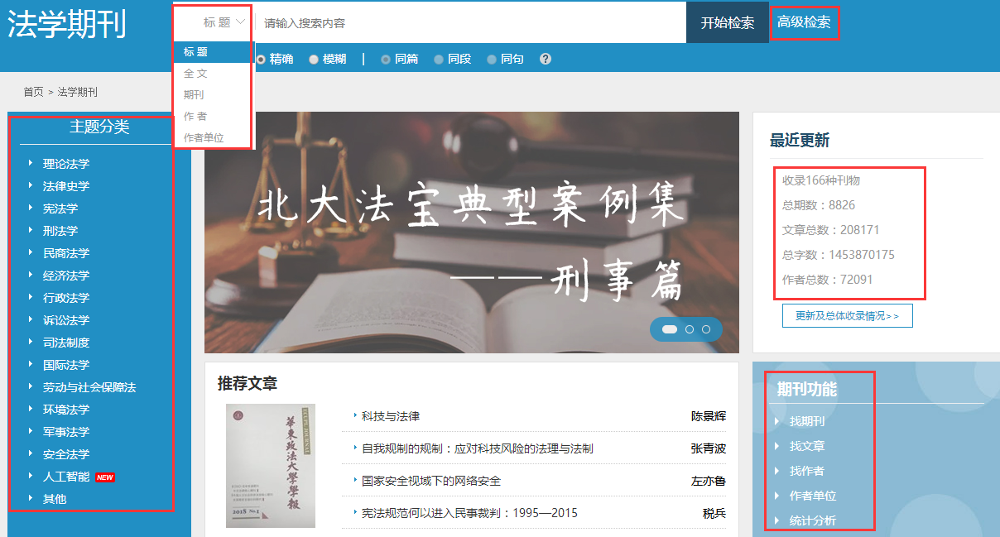 法学期刊
标 题
请输入搜索内容
开始检索
高级检索
标 题
全 文
期刊
作 者
作者单位
精确 模糊 | 同篇 同段 同句 ?
首页 > 法学期刊
主题分类
理论法学
法律史学
宪法学
刑法学
民商法学
经济法学
行政法学
诉讼法学
司法制度
国际法学
劳动与社会保障法
环境法学
军事法学
安全法学
人工智能 NEW
其他
北大法宝典型案例集
——刑事篇
最近更新
收录166种刊物
总期数：8826
文章总数：208171
总字数：1453870175
作者总数：72091
更新及总体收录情况>>
推荐文章
華東政法大學學報
2018 №1
科技与法律 陈景辉
自我规制的规制：应对科技风险的法理与法制 张青波
国家安全视域下的网络安全 左亦鲁
宪法规范何以进入民事裁判：1995—2015 税兵
期刊功能
找期刊
找文章
找作者
作者单位
统计分析